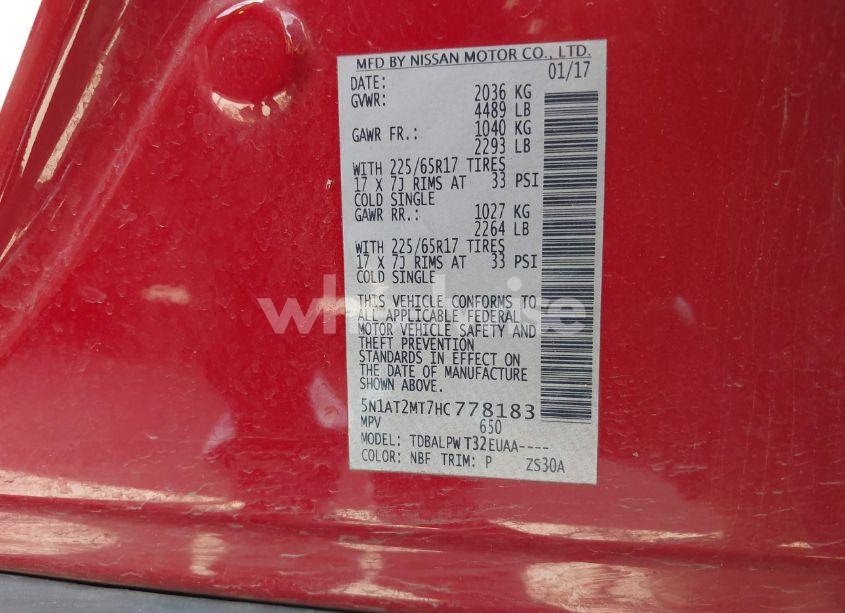 MFD BY NISSAN MOTOR CO., LTD.
DATE: 01/17
GVWR: 2036 KG
4489 LB
GAWR FR.: 1040 KG
2293 LB
WITH 225/65R17 TIRES
17 X 7J RIMS AT 33 PSI
COLD SINGLE
GAWR RR.: 1027 KG
2264 LB
WITH 225/65R17 TIRES
17 X 7J RIMS AT 33 PSI
COLD SINGLE
THIS VEHICLE CONFORMS TO
ALL APPLICABLE FEDERAL
MOTOR VEHICLE SAFETY AND
THEFT PREVENTION
STANDARDS IN EFFECT ON
THE DATE OF MANUFACTURE
SHOWN ABOVE.
5N1AT2MT7HC778183
MPV 650
MODEL: TDBALPW T32EUAA----
COLOR: NBF TRIM: P ZS30A